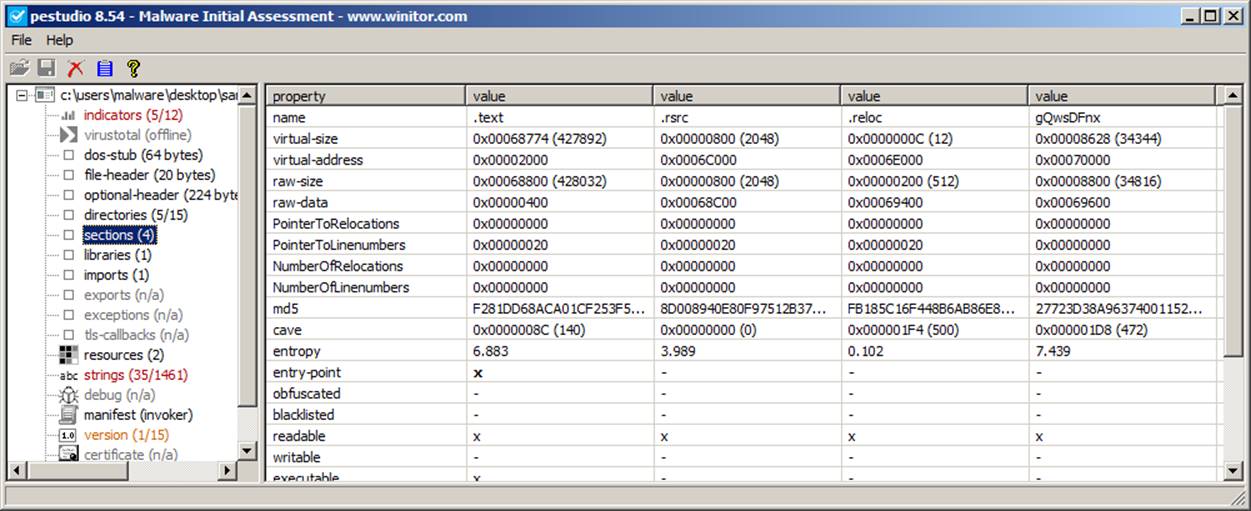 pestudio 8.54 - Malware Initial Assessment - www.winitor.com
File Help
c:\users\malware\desktop\sa
indicators (5/12)
virustotal (offline)
dos-stub (64 bytes)
file-header (20 bytes)
optional-header (224 byte
directories (5/15)
sections (4)
libraries (1)
imports (1)
exports (n/a)
exceptions (n/a)
tls-callbacks (n/a)
resources (2)
abc strings (35/1461)
debug (n/a)
manifest (invoker)
1.0 version (1/15)
certificate (n/a)
property value value value value
name .text .rsrc .reloc gQwsDFnx
virtual-size 0x00068774 (427892) 0x00000800 (2048) 0x0000000C (12) 0x00008628 (34344)
virtual-address 0x00002000 0x0006C000 0x0006E000 0x00070000
raw-size 0x00068800 (428032) 0x00000800 (2048) 0x00000200 (512) 0x00008800 (34816)
raw-data 0x00000400 0x00068C00 0x00069400 0x00069600
PointerToRelocations 0x00000000 0x00000000 0x00000000 0x00000000
PointerToLinenumbers 0x00000020 0x00000020 0x00000020 0x00000000
NumberOfRelocations 0x00000000 0x00000000 0x00000000 0x00000000
NumberOfLinenumbers 0x00000000 0x00000000 0x00000000 0x00000000
md5 F281DD68ACA01CF253F5... 8D008940E80F97512B37... FB185C16F448B6AB86E8... 27723D38A96374001152...
cave 0x0000008C (140) 0x00000000 (0) 0x000001F4 (500) 0x000001D8 (472)
entropy 6.883 3.989 0.102 7.439
entry-point x - - -
obfuscated - - - -
blacklisted - - - -
readable x x x x
writable - - - -
executable x - - -